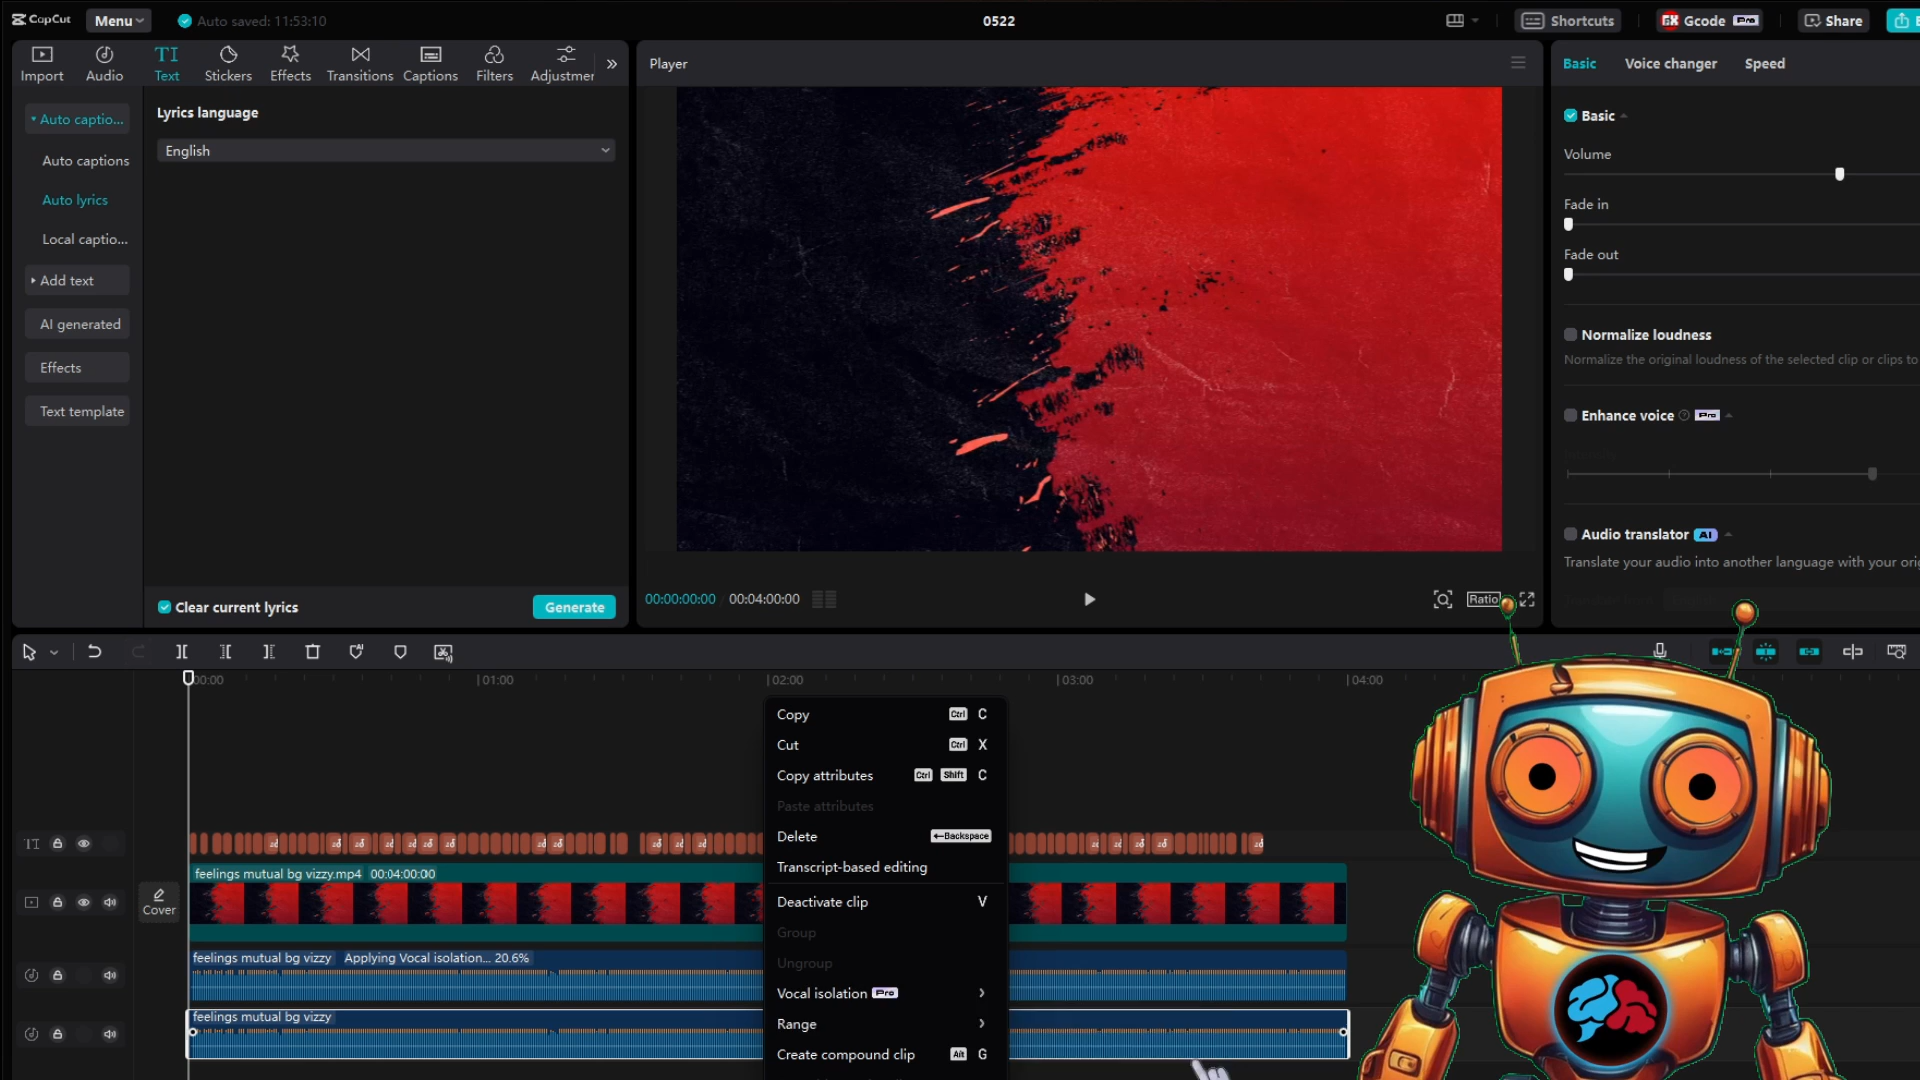 CapCut
Menu
Auto saved: 11:53:10
0522
Shortcuts
Gcode Pro
Share
Import
Audio
TI
Text
Stickers
Effects
Transitions
Captions
Filters
Adjustmer
Auto captio...
Auto captions
Auto lyrics
Local captio...
Add text
AI generated
Effects
Text template
Lyrics language
English
Clear current lyrics
Generate
Player
00:00:00:00 / 00:04:00:00
Ratio
Basic
Voice changer
Speed
Basic
Volume
Fade in
Fade out
Normalize loudness
Normalize the original loudness of the selected clip or clips to
Enhance voice Pro
Audio translator AI
Translate your audio into another language with your orig
00:00
01:00
02:00
03:00
04:00
Cover
feelings mutual bg vizzy.mp4 00:04:00:00
feelings mutual bg vizzy Applying Vocal isolation... 20.6%
feelings mutual bg vizzy
Copy Ctrl C
Cut Ctrl X
Copy attributes Ctrl Shift C
Paste attributes
Delete ←Backspace
Transcript-based editing
Deactivate clip V
Group
Ungroup
Vocal isolation Pro
Range
Create compound clip Alt G